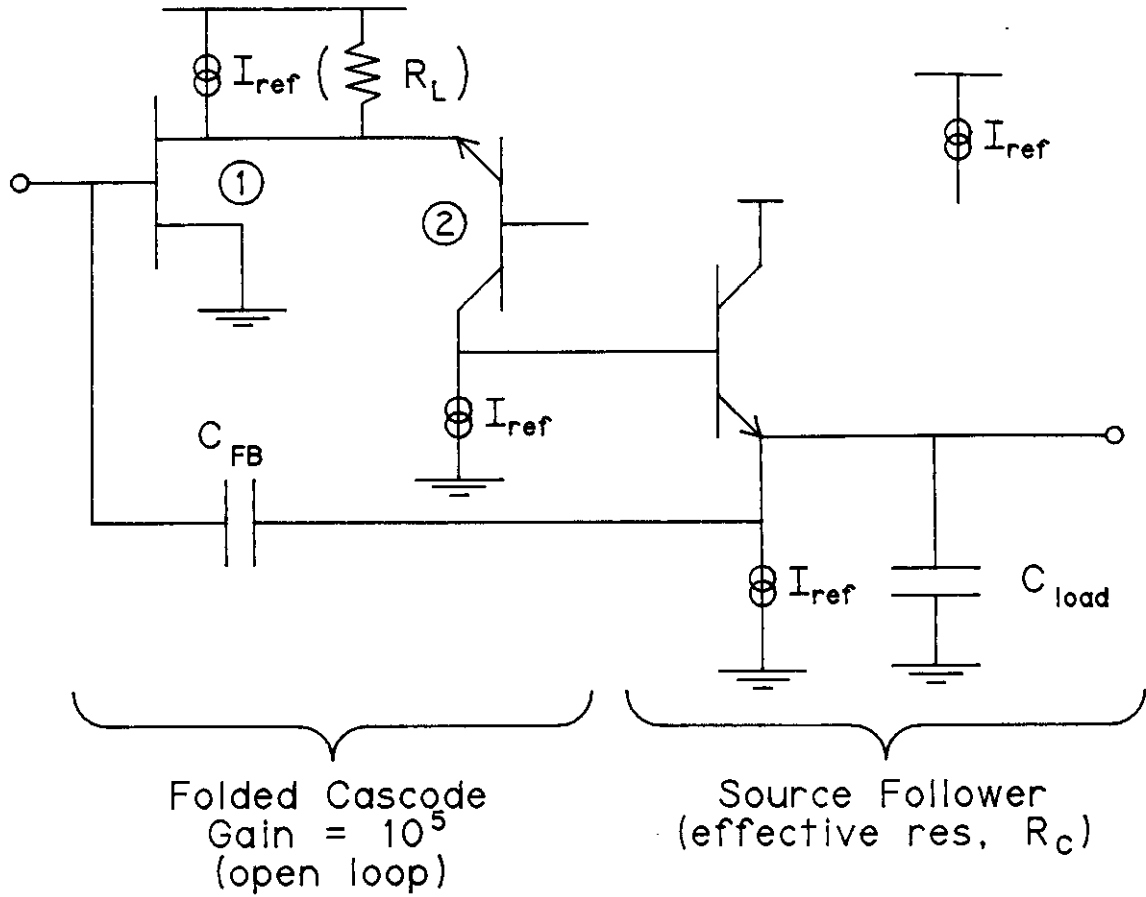 I_ref ( R_L )
I_ref
①
②
I_ref
C_FB
I_ref
C_load
Folded Cascode
Gain = 10^5
(open loop)
Source Follower
(effective res, R_C)